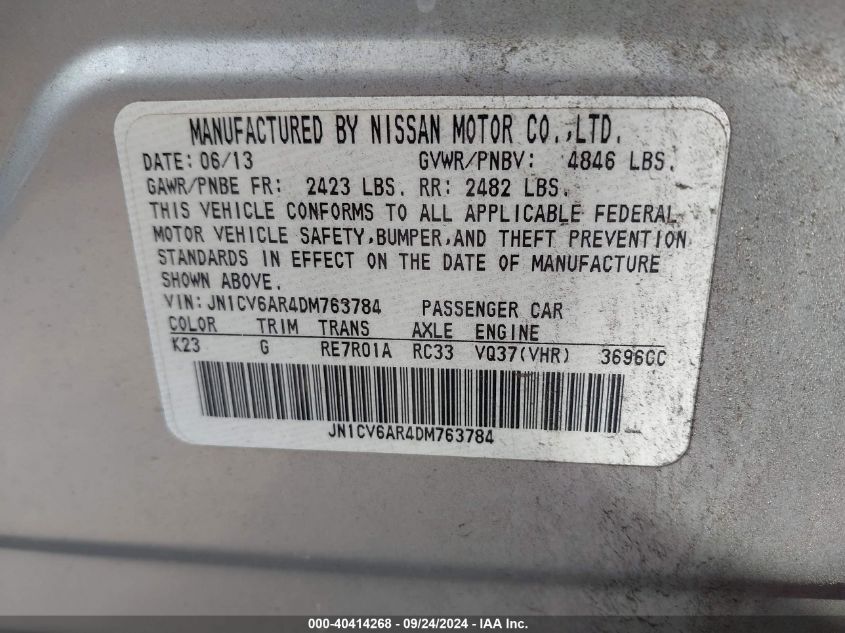 MANUFACTURED BY NISSAN MOTOR CO.,LTD.
DATE: 06/13 GVWR/PNBV: 4846 LBS.
GAWR/PNBE FR: 2423 LBS. RR: 2482 LBS.
THIS VEHICLE CONFORMS TO ALL APPLICABLE FEDERAL
MOTOR VEHICLE SAFETY,BUMPER,AND THEFT PREVENTION
STANDARDS IN EFFECT ON THE DATE OF MANUFACTURE
SHOWN ABOVE.
VIN: JN1CV6AR4DM763784 PASSENGER CAR
COLOR TRIM TRANS AXLE ENGINE
K23 G RE7R01A RC33 VQ37(VHR) 3696CC
JN1CV6AR4DM763784
000-40414268 - 09/24/2024 - IAA Inc.